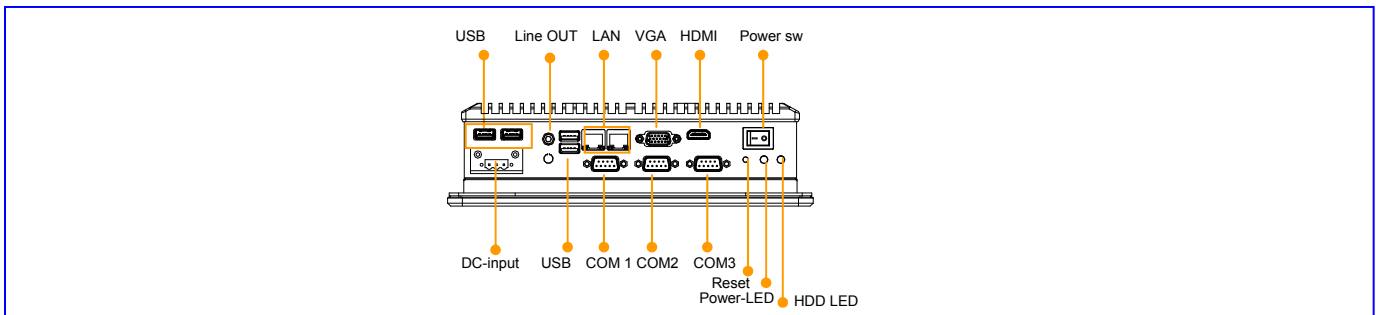 USB Line OUT LAN VGA HDMI Power sw
DC-input USB COM 1 COM2 COM3
Reset
Power-LED HDD LED